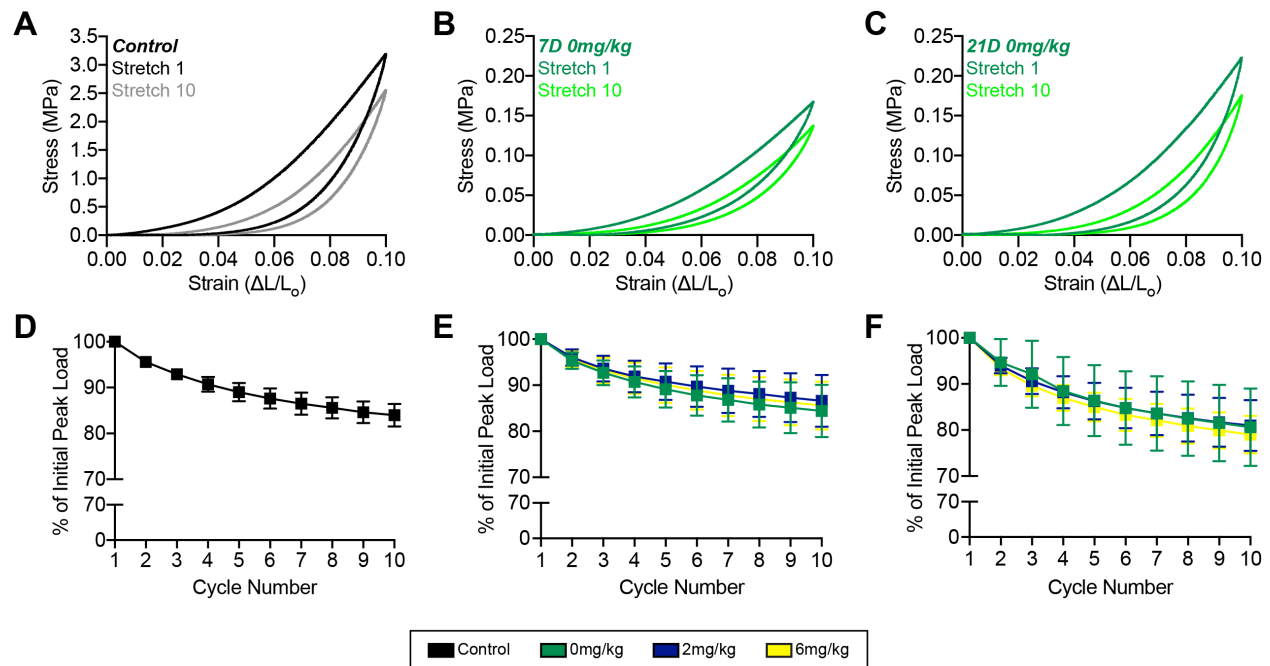 A
Control
Stretch 1
Stretch 10
Stress (MPa)
3.5
3.0
2.5
2.0
1.5
1.0
0.5
0.0
0.00 0.02 0.04 0.06 0.08 0.10
Strain (ΔL/Lo)
B
7D 0mg/kg
Stretch 1
Stretch 10
Stress (MPa)
0.25
0.20
0.15
0.10
0.05
0.00
0.00 0.02 0.04 0.06 0.08 0.10
Strain (ΔL/Lo)
C
21D 0mg/kg
Stretch 1
Stretch 10
Stress (MPa)
0.25
0.20
0.15
0.10
0.05
0.00
0.00 0.02 0.04 0.06 0.08 0.10
Strain (ΔL/Lo)
D
% of Initial Peak Load
100
90
80
70
70
0
1 2 3 4 5 6 7 8 9 10
Cycle Number
E
% of Initial Peak Load
100
90
80
70
70
0
1 2 3 4 5 6 7 8 9 10
Cycle Number
F
% of Initial Peak Load
100
90
80
70
70
0
1 2 3 4 5 6 7 8 9 10
Cycle Number
Control 0mg/kg 2mg/kg 6mg/kg